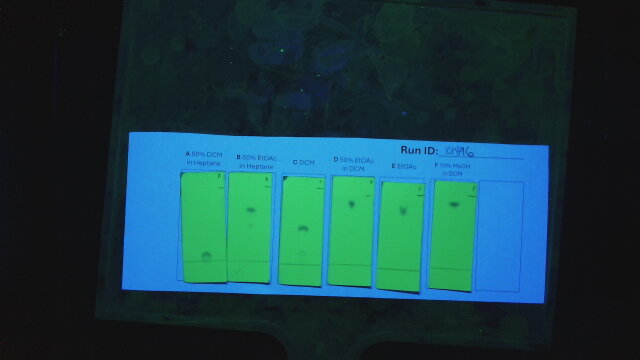 Run ID:
A 50% DCM
in Heptane
B 50% EtOAc
in Heptane
C DCM
D 50% EtOAc
in DCM
E EtOAc
F 10% MeOH
in DCM